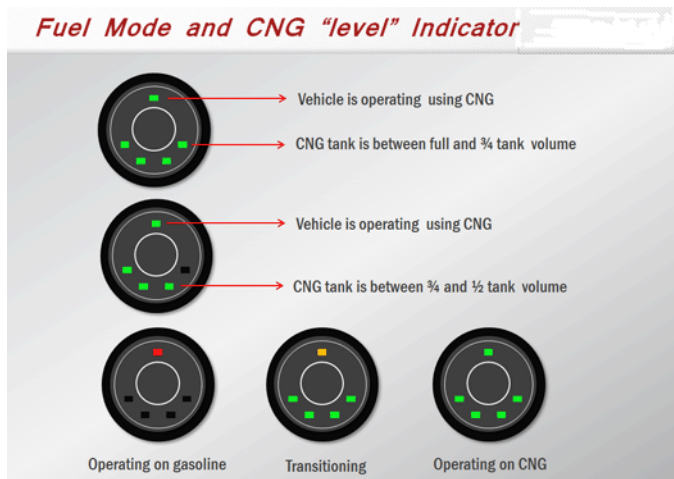 Fuel Mode and CNG “level” Indicator
Vehicle is operating using CNG
CNG tank is between full and ¾ tank volume
Vehicle is operating using CNG
CNG tank is between ¾ and ½ tank volume
Operating on gasoline
Transitioning
Operating on CNG